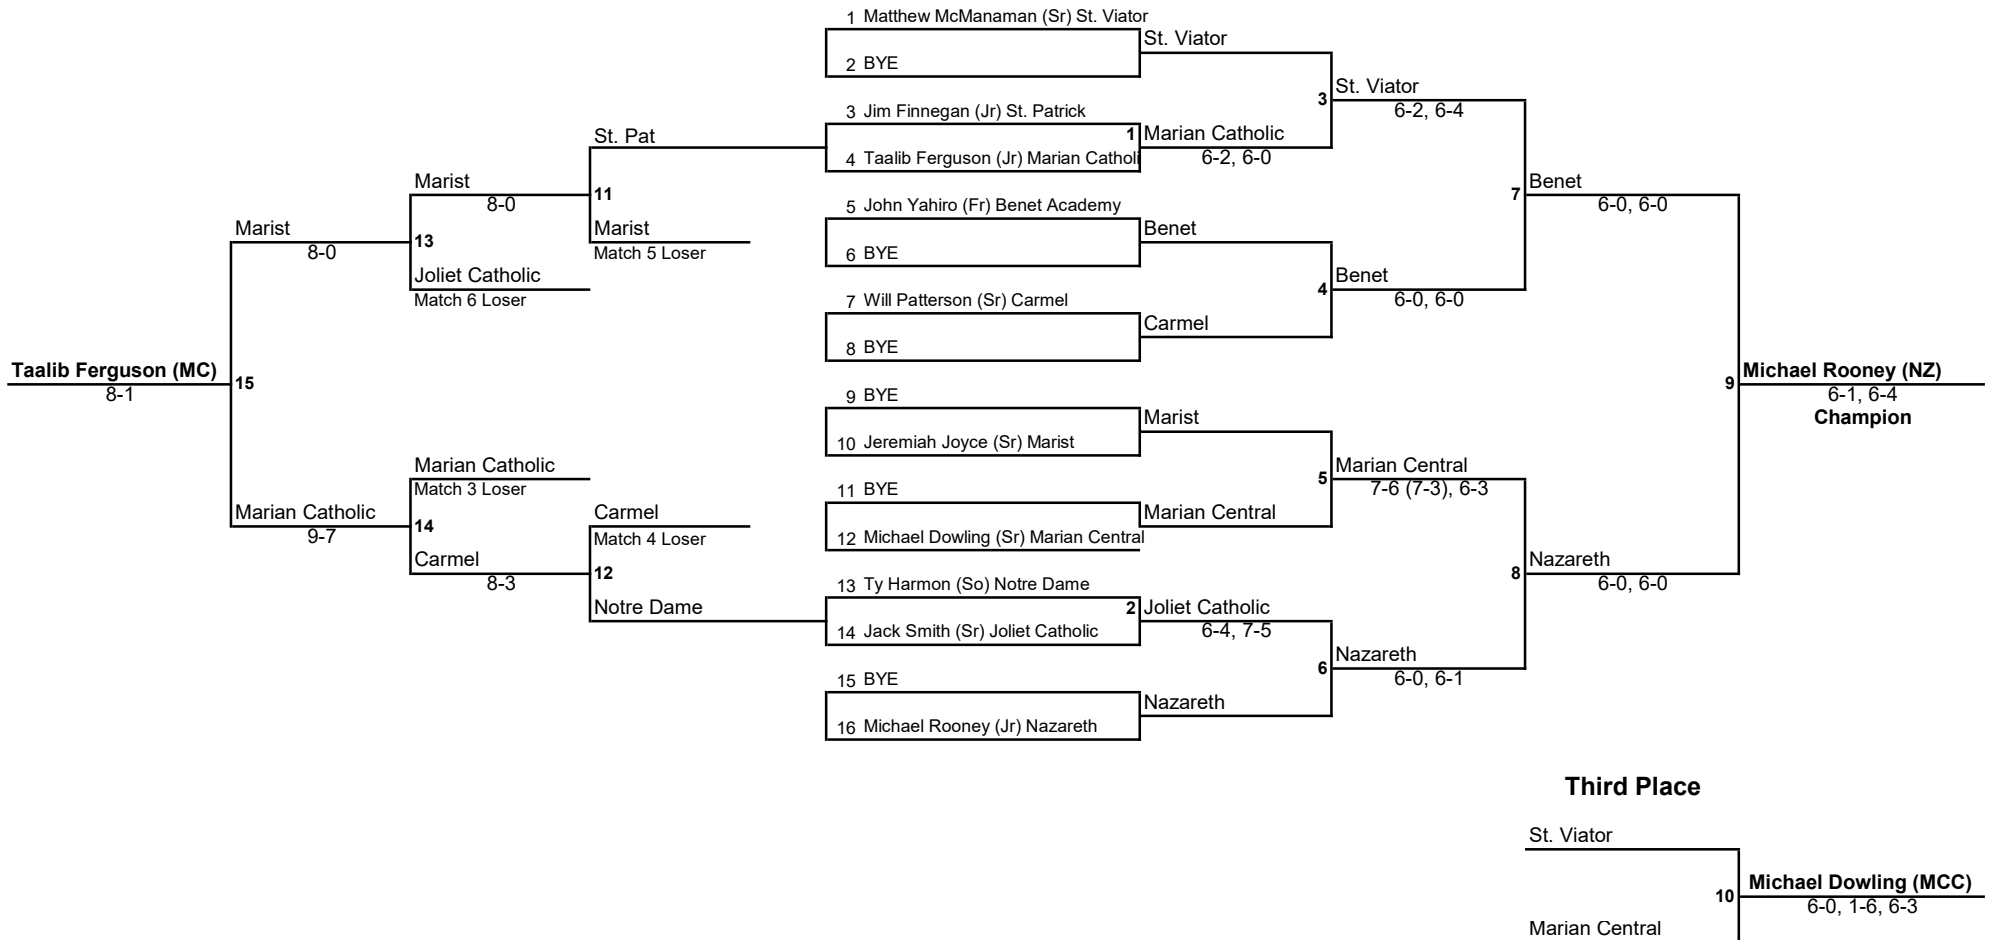 1 Matthew McManaman (Sr) St. Viator
St. Viator
2 BYE
St. Viator
3
6-2, 6-4
3 Jim Finnegan (Jr) St. Patrick
St. Pat
1 Marian Catholic
4 Taalib Ferguson (Jr) Marian Catholi
6-2, 6-0
Marist
8-0
11
7
Benet
6-0, 6-0
5 John Yahiro (Fr) Benet Academy
Marist
8-0
13
Marist
Match 5 Loser
Benet
6 BYE
Joliet Catholic
Match 6 Loser
4
Benet
6-0, 6-0
7 Will Patterson (Sr) Carmel
Carmel
8 BYE
Taalib Ferguson (MC)
8-1
15
9
Michael Rooney (NZ)
6-1, 6-4
Champion
9 BYE
Marist
10 Jeremiah Joyce (Sr) Marist
Marian Catholic
Match 3 Loser
5
Marian Central
7-6 (7-3), 6-3
11 BYE
Marian Catholic
9-7
14
Carmel
Match 4 Loser
Marian Central
12 Michael Dowling (Sr) Marian Central
Carmel
8-3
12
8
Nazareth
6-0, 6-0
13 Ty Harmon (So) Notre Dame
Notre Dame
2 Joliet Catholic
14 Jack Smith (Sr) Joliet Catholic
6-4, 7-5
6
Nazareth
6-0, 6-1
15 BYE
Nazareth
16 Michael Rooney (Jr) Nazareth
Third Place
St. Viator
10
Michael Dowling (MCC)
6-0, 1-6, 6-3
Marian Central